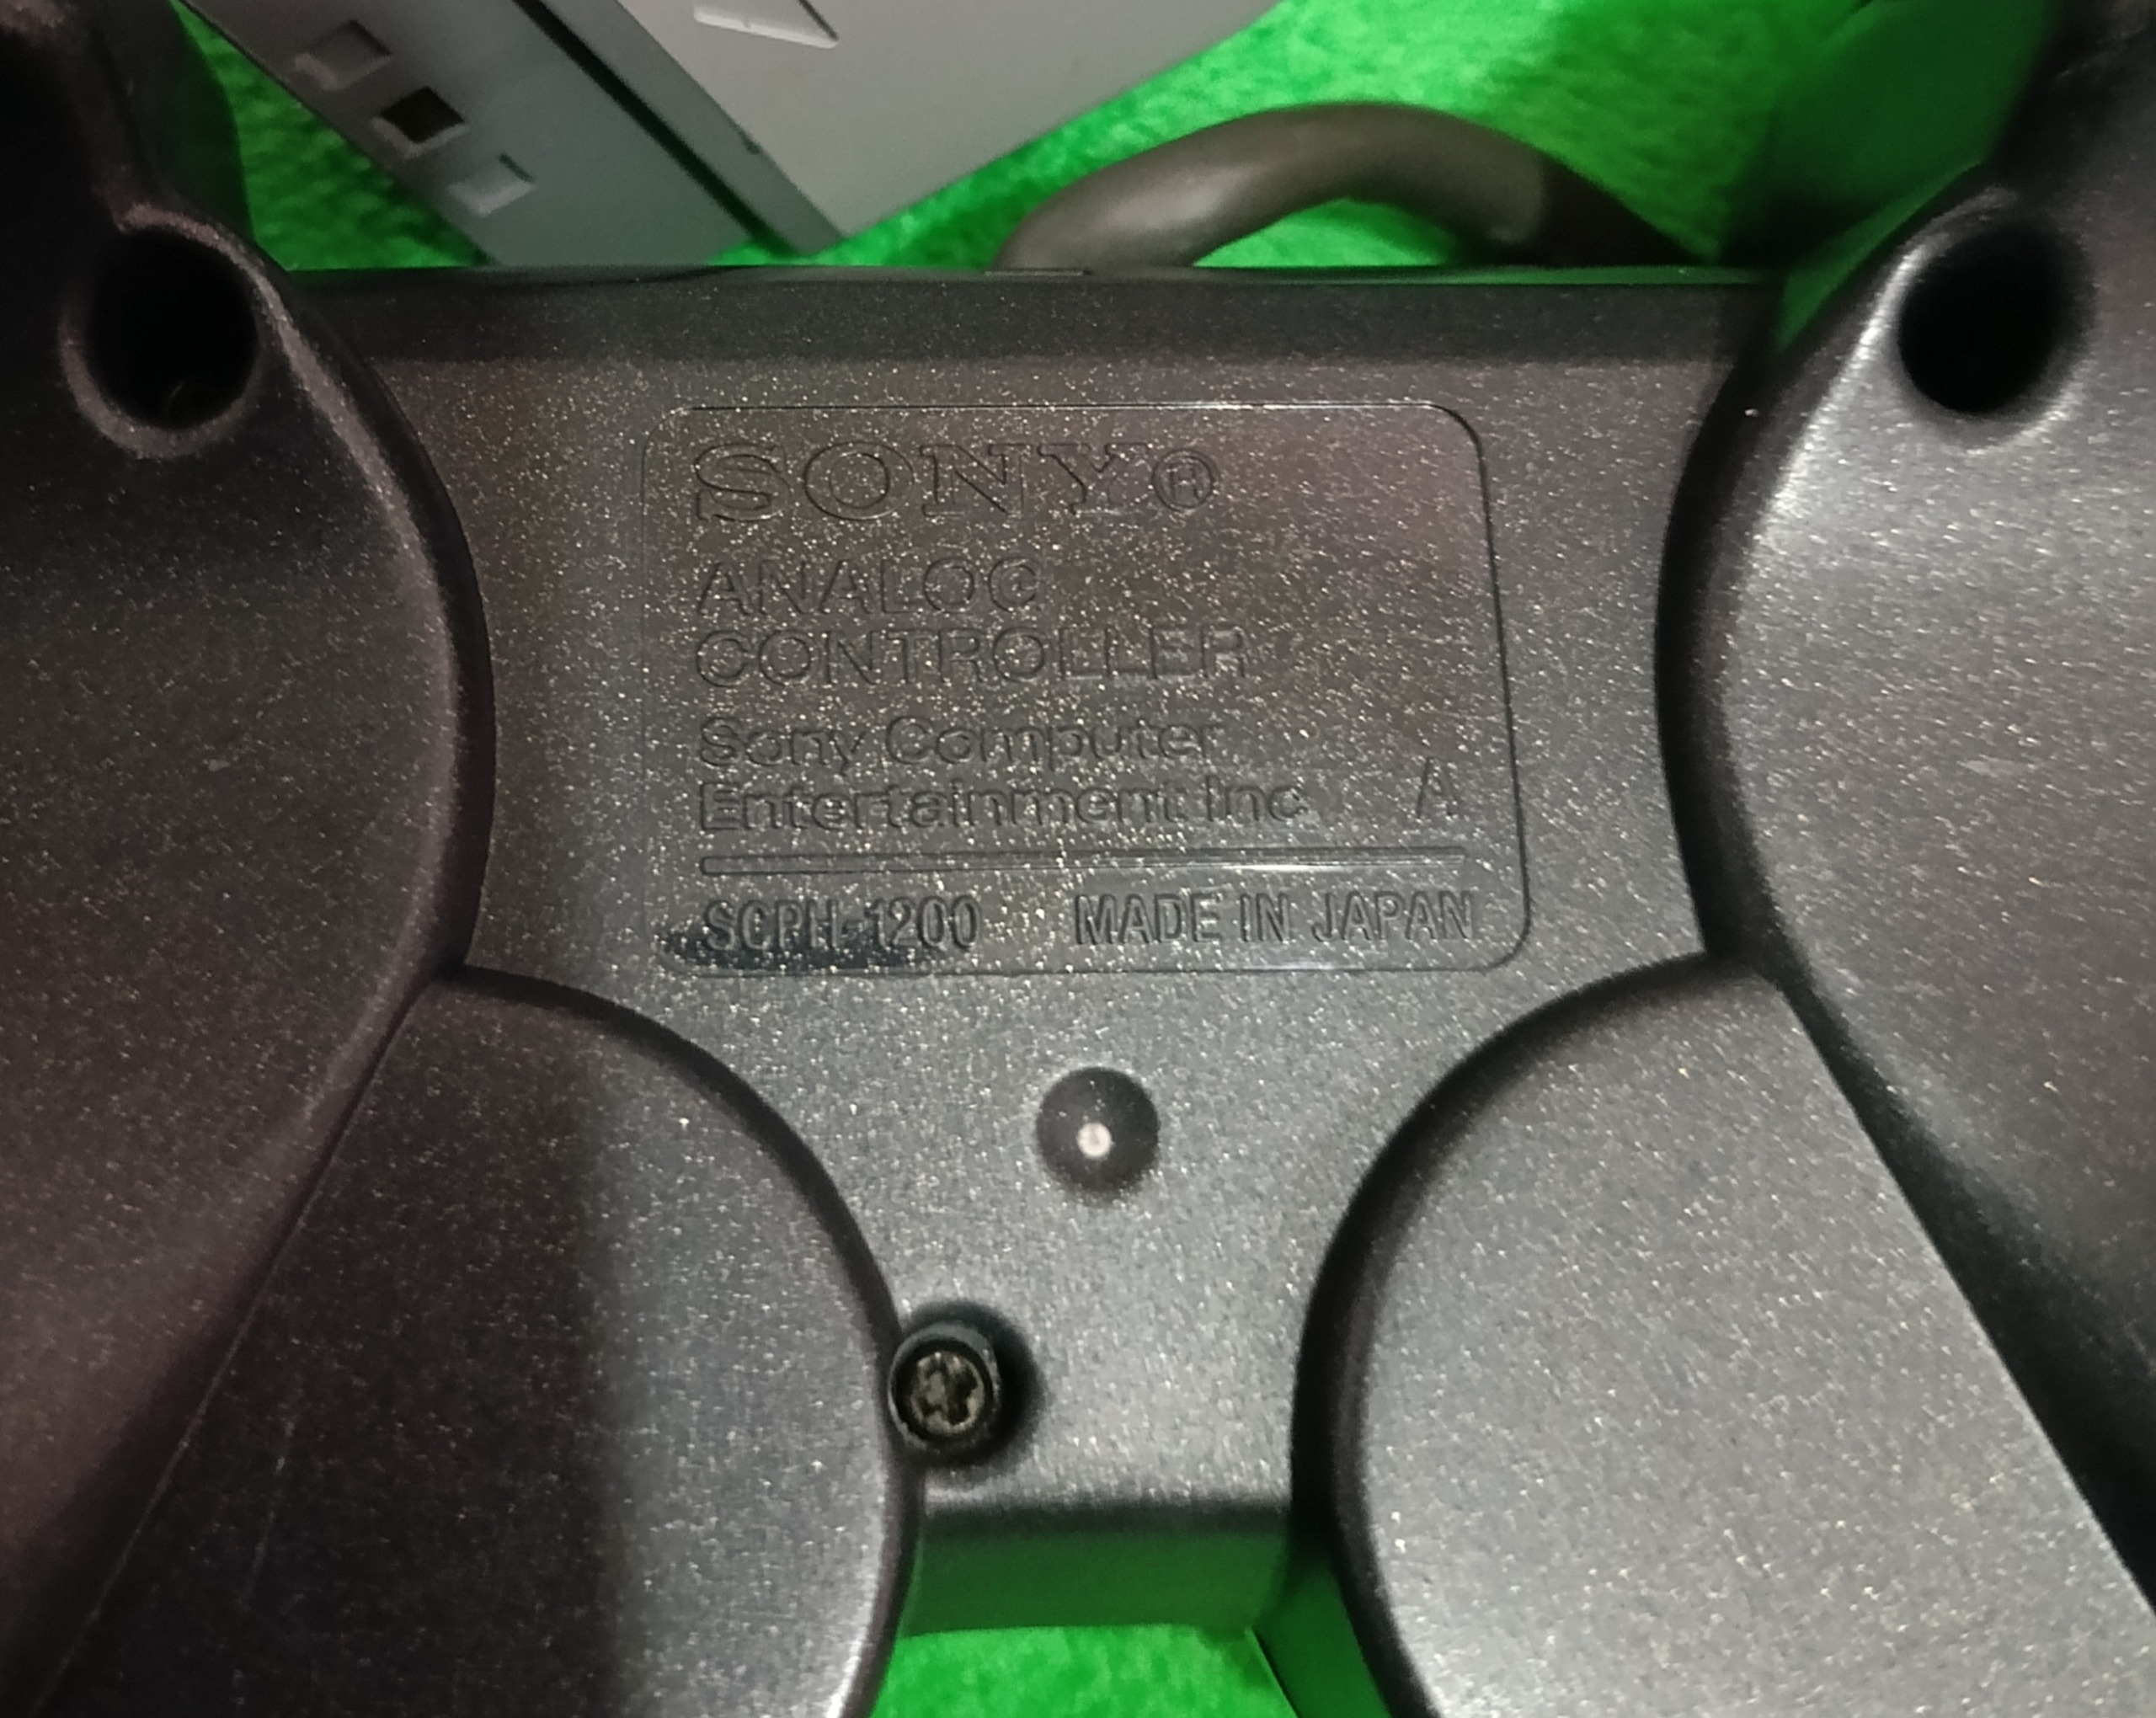 SONY®
ANALOG
CONTROLLER
Sony Computer
Entertainment Inc A
SCPH-1200 MADE IN JAPAN